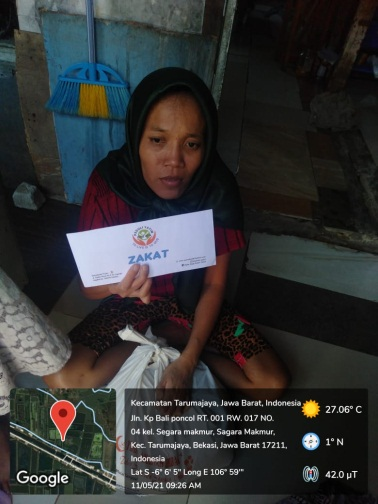 ZAKAT
Kecamatan Tarumajaya, Jawa Barat, Indonesia
Jln. Kp Bali poncol RT. 001 RW. 017 NO.
04 kel. Segara makmur, Sagara Makmur,
Kec. Tarumajaya, Bekasi, Jawa Barat 17211,
Indonesia
Lat S -6° 6' 5" Long E 106° 59'"
11/05/21 09:26 AM
27.06° C
1° N
42.0 µT
Google